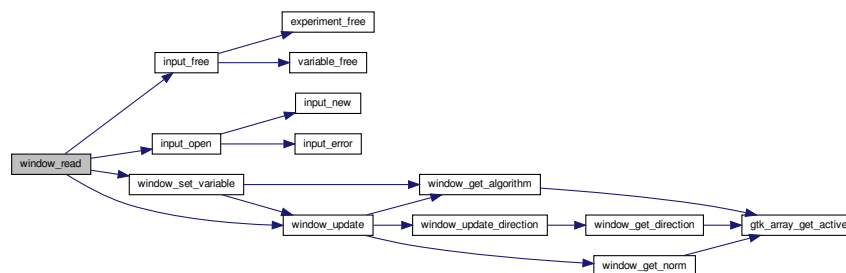 experiment_free
input_free
variable_free
input_new
input_open
input_error
window_read
window_set_variable
window_get_algorithm
window_update
window_update_direction
window_get_direction
gtk_array_get_active
window_get_norm